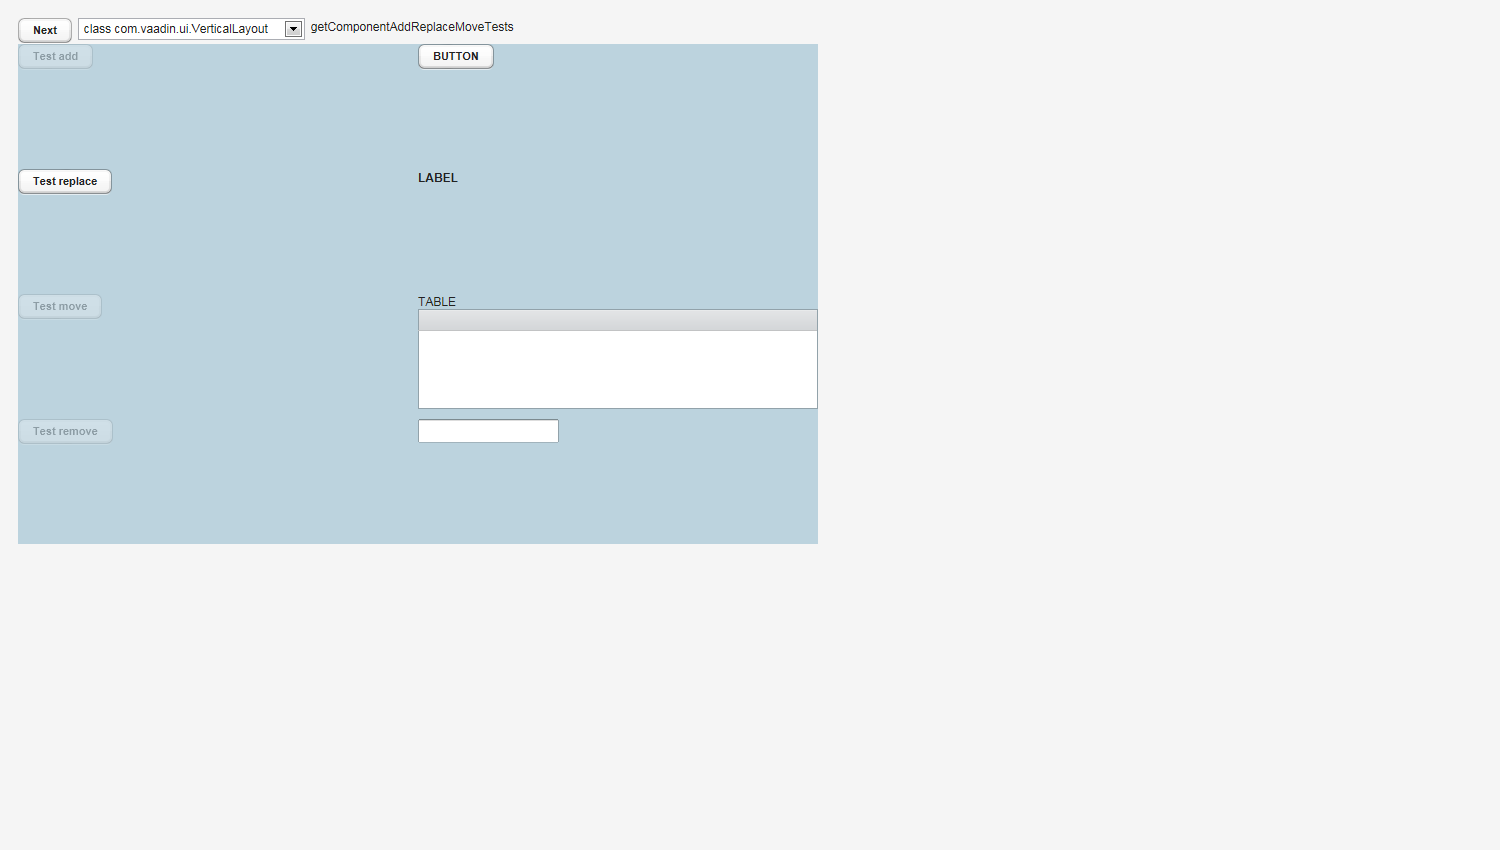 Next class com.vaadin.ui.VerticalLayout getComponentAddReplaceMoveTests
Test add BUTTON
Test replace LABEL
Test move TABLE
Test remove